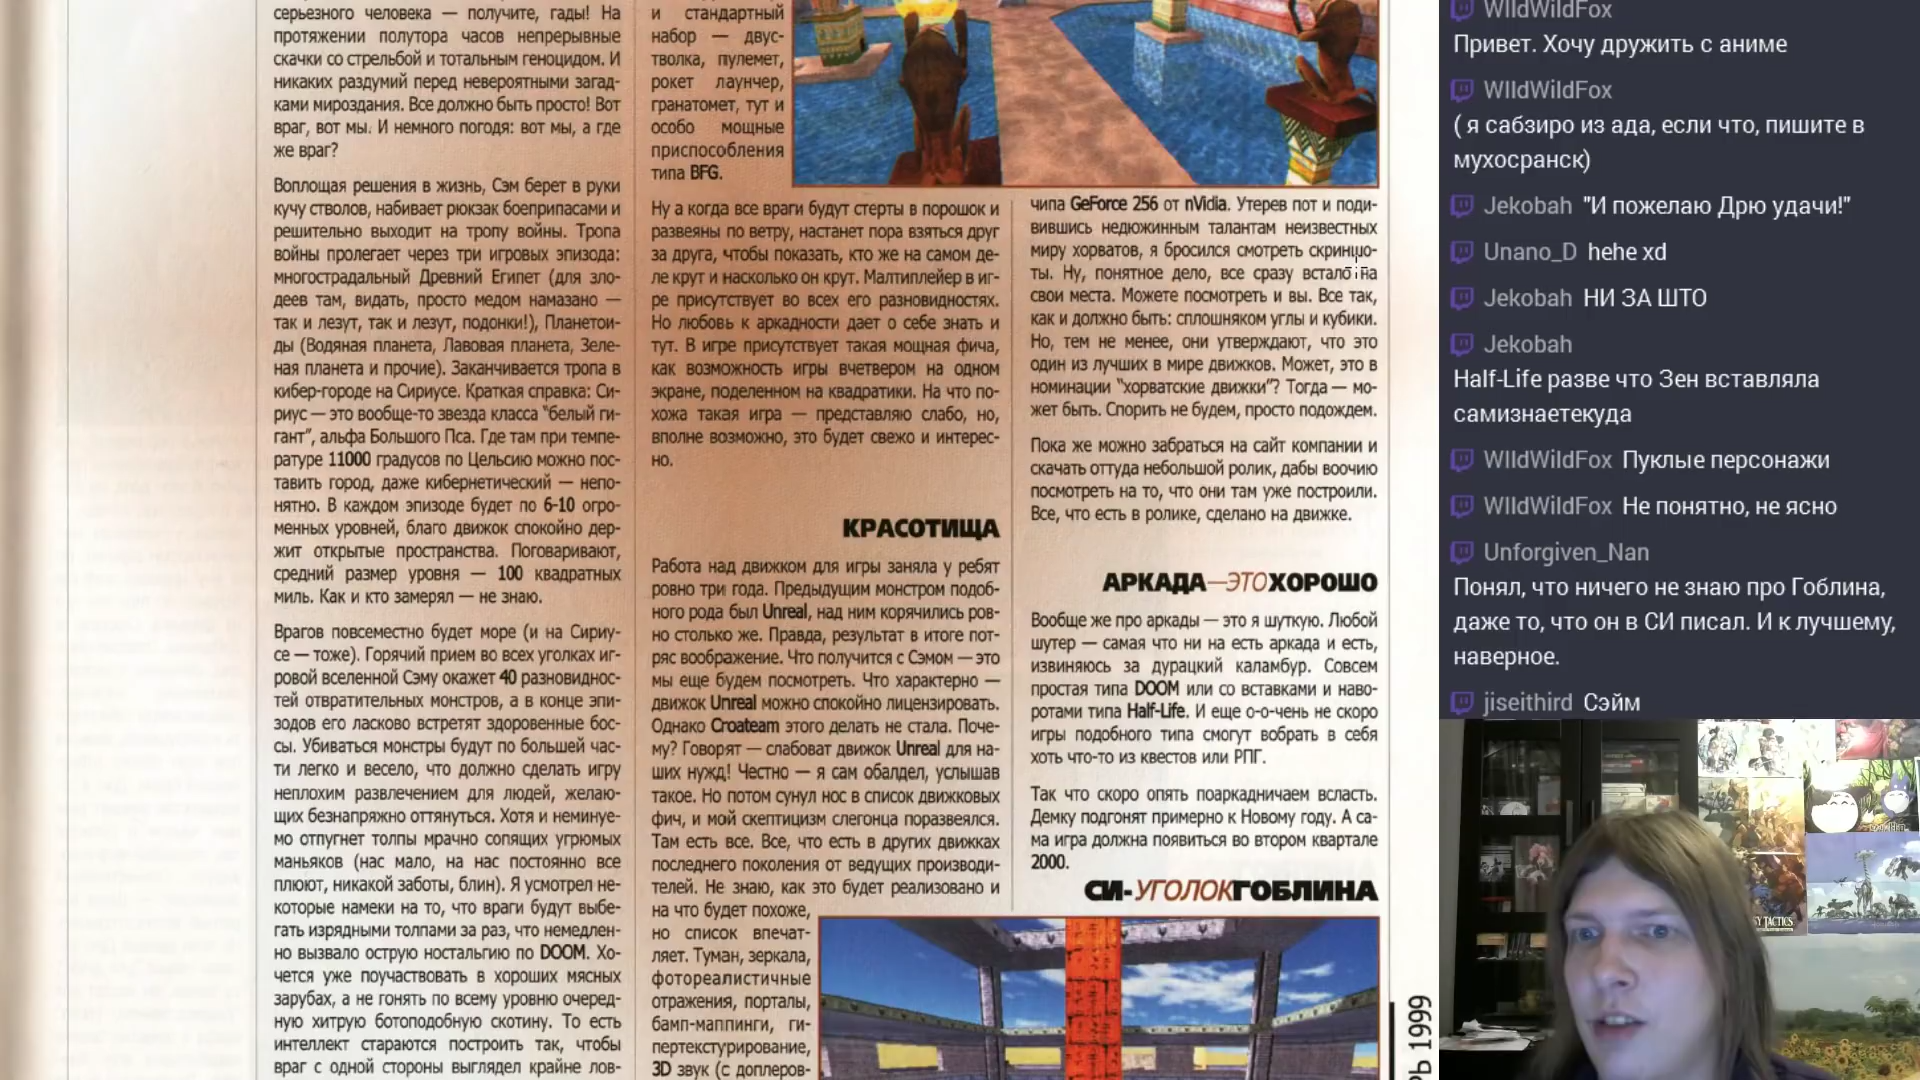 серьезного человека — получите, гады! На
протяжении полутора часов непрерывные
скачки со стрельбой и тотальным геноцидом. И
никаких раздумий перед невероятными загад-
ками мироздания. Все должно быть просто! Вот
враг, вот мы. И немного погодя: вот мы, а где
же враг?
Воплощая решения в жизнь, Сэм берет в руки
кучу стволов, набивает рюкзак боеприпасами и
решительно выходит на тропу войны. Тропа
войны пролегает через три игровых эпизода:
многострадальный Древний Египет (для зло-
деев там, видать, просто медом намазано —
так и лезут, так и лезут, подонки!), Планетои-
ды (Водяная планета, Лавовая планета, Зеле-
ная планета и прочие). Заканчивается тропа в
кибер-городе на Сириусе. Краткая справка: Си-
риус — это вообще-то звезда класса "белый ги-
гант", альфа Большого Пса. Где там при темпе-
ратуре 11000 градусов по Цельсию можно пос-
тавить город, даже кибернетический — непо-
нятно. В каждом эпизоде будет по 6-10 огро-
менных уровней, благо движок спокойно дер-
жит открытые пространства. Поговаривают,
средний размер уровня — 100 квадратных
миль. Как и кто замерял — не знаю.
Врагов повсеместно будет море (и на Сириу-
се — тоже). Горячий прием во всех уголках иг-
ровой вселенной Сэму окажет 40 разновиднос-
тей отвратительных монстров, а в конце эпи-
зодов его ласково встретят здоровенные бос-
сы. Убиваться монстры будут по большей час-
ти легко и весело, что должно сделать игру
неплохим развлечением для людей, желаю-
щих безнапряжно оттянуться. Хотя и неминуе-
мо отпугнет толпы мрачно сопящих угрюмых
маньяков (нас мало, на нас постоянно все
плюют, никакой заботы, блин). Я усмотрел не-
которые намеки на то, что враги будут выбе-
гать изрядными толпами за раз, что немедлен-
но вызвало острую ностальгию по DOOM. Хо-
чется уже поучаствовать в хороших мясных
зарубах, а не гонять по всему уровню очеред-
ную хитрую ботоподобную скотину. То есть
интеллект стараются построить так, чтобы
враг с одной стороны выглядел крайне лов-
и стандартный
набор — двус-
тволка, пулемет,
рокет лаунчер,
гранатомет, тут и
особо мощные
приспособления
типа BFG.
Ну а когда все враги будут стерты в порошок и
развеяны по ветру, настанет пора взяться друг
за друга, чтобы показать, кто же на самом де-
ле крут и насколько он крут. Малтиплейер в иг-
ре присутствует во всех его разновидностях.
Но любовь к аркадности дает о себе знать и
тут. В игре присутствует такая мощная фича,
как возможность игры вчетвером на одном
экране, поделенном на квадратики. На что по-
хожа такая игра — представляю слабо, но,
вполне возможно, это будет свежо и интерес-
но.
КРАСОТИЩА
Работа над движком для игры заняла у ребят
ровно три года. Предыдущим монстром подоб-
ного рода был Unreal, над ним корячились ров-
но столько же. Правда, результат в итоге пот-
ряс воображение. Что получится с Сэмом — это
мы еще будем посмотреть. Что характерно —
движок Unreal можно спокойно лицензировать.
Однако Croateam этого делать не стала. Поче-
му? Говорят — слабоват движок Unreal для на-
ших нужд! Честно — я сам обалдел, услышав
такое. Но потом сунул нос в список движковых
фич, и мой скептицизм слегонца поразвеялся.
Там есть все. Все, что есть в других движках
последнего поколения от ведущих производи-
телей. Не знаю, как это будет реализовано и
на что будет похоже,
но список впечат-
ляет. Туман, зеркала,
фотореалистичные
отражения, порталы,
бамп-маппинги, ги-
пертекстурирование,
3D звук (с доплеров-
чипа GeForce 256 от nVidia. Утерев пот и поди-
вившись недюжинным талантам неизвестных
миру хорватов, я бросился смотреть скриншо-
ты. Ну, понятное дело, все сразу встало на
свои места. Можете посмотреть и вы. Все так,
как и должно быть: сплошняком углы и кубики.
Но, тем не менее, они утверждают, что это
один из лучших в мире движков. Может, это в
номинации "хорватские движки"? Тогда — мо-
жет быть. Спорить не будем, просто подождем.
Пока же можно забраться на сайт компании и
скачать оттуда небольшой ролик, дабы воочию
посмотреть на то, что они там уже построили.
Все, что есть в ролике, сделано на движке.
АРКАДА—ЭТОХОРОШО
Вообще же про аркады — это я шуткую. Любой
шутер — самая что ни на есть аркада и есть,
извиняюсь за дурацкий каламбур. Совсем
простая типа DOOM или со вставками и наво-
ротами типа Half-Life. И еще о-о-чень не скоро
игры подобного типа смогут вобрать в себя
хоть что-то из квестов или РПГ.
Так что скоро опять поаркадничаем всласть.
Демку подгонят примерно к Новому году. А са-
ма игра должна появиться во втором квартале
2000.
СИ-УГОЛОКГОБЛИНА
РЬ 1999
WIldWildFox
Привет. Хочу дружить с аниме
WIldWildFox
( я сабзиро из ада, если что, пишите в
мухосранск)
Jekobah "И пожелаю Дрю удачи!"
Unano_D hehe xd
Jekobah НИ ЗА ШТО
Jekobah
Half-Life разве что Зен вставляла
самизнаетекуда
WIldWildFox Пуклые персонажи
WIldWildFox Не понятно, не ясно
Unforgiven_Nan
Понял, что ничего не знаю про Гоблина,
даже то, что он в СИ писал. И к лучшему,
наверное.
jiseithird Сэйм
TACTICS